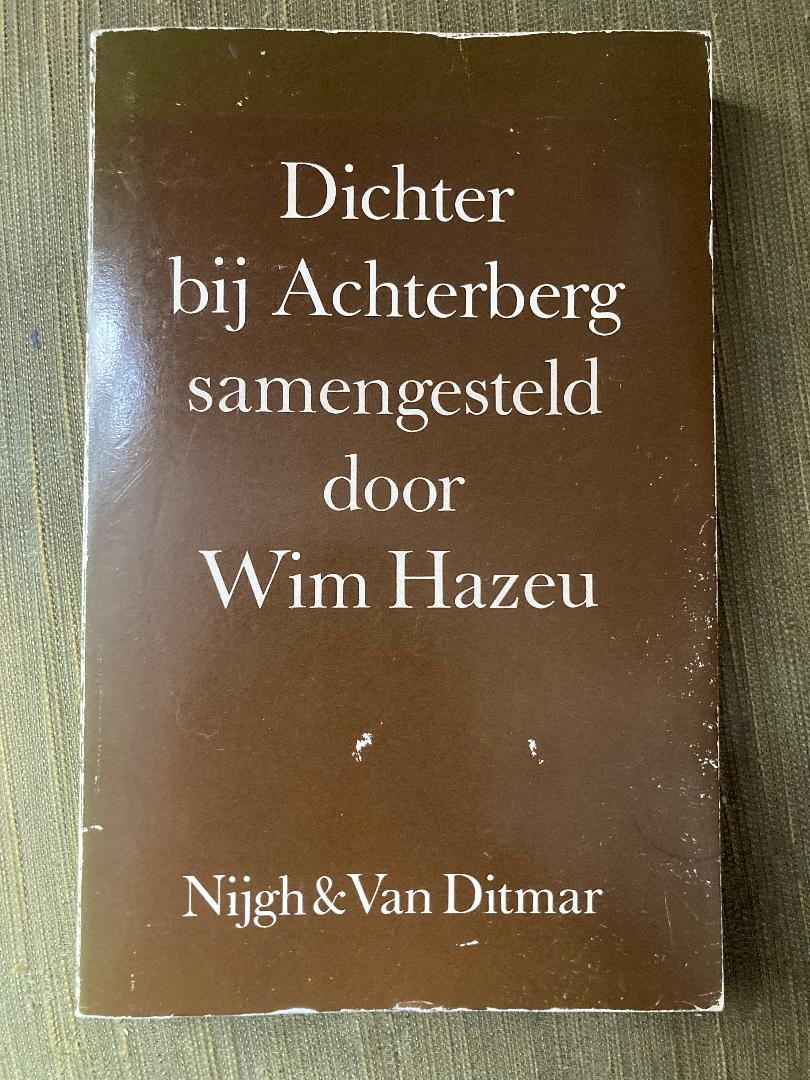 Dichter
bij Achterberg
samengesteld
door
Wim Hazeu
Nijgh & Van Ditmar